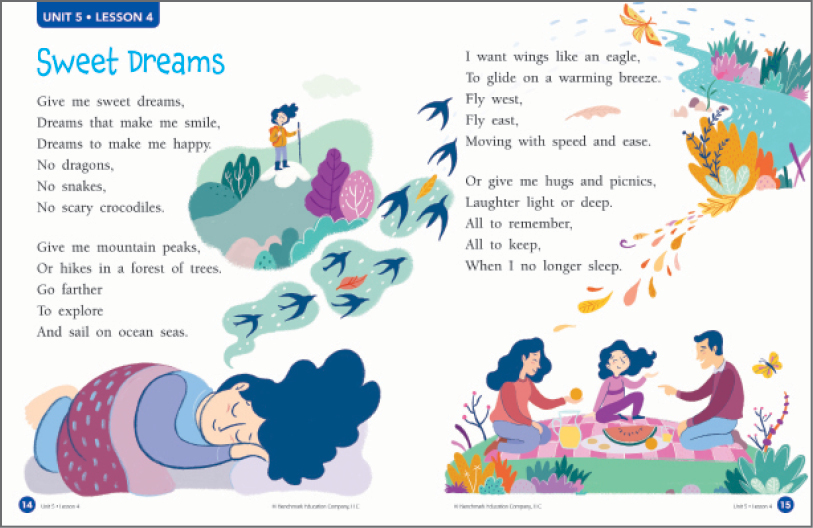 UNIT 5 • LESSON 4
Sweet Dreams
Give me sweet dreams,
Dreams that make me smile,
Dreams to make me happy.
No dragons,
No snakes,
No scary crocodiles.
Give me mountain peaks,
Or hikes in a forest of trees.
Go farther
To explore
And sail on ocean seas.
I want wings like an eagle,
To glide on a warming breeze.
Fly west,
Fly east,
Moving with speed and ease.
Or give me hugs and picnics,
Laughter light or deep.
All to remember,
All to keep,
When I no longer sleep.
14 Unit 5 • Lesson 4
© Benchmark Education Company, LLC
© Benchmark Education Company, LLC
Unit 5 • Lesson 4 15